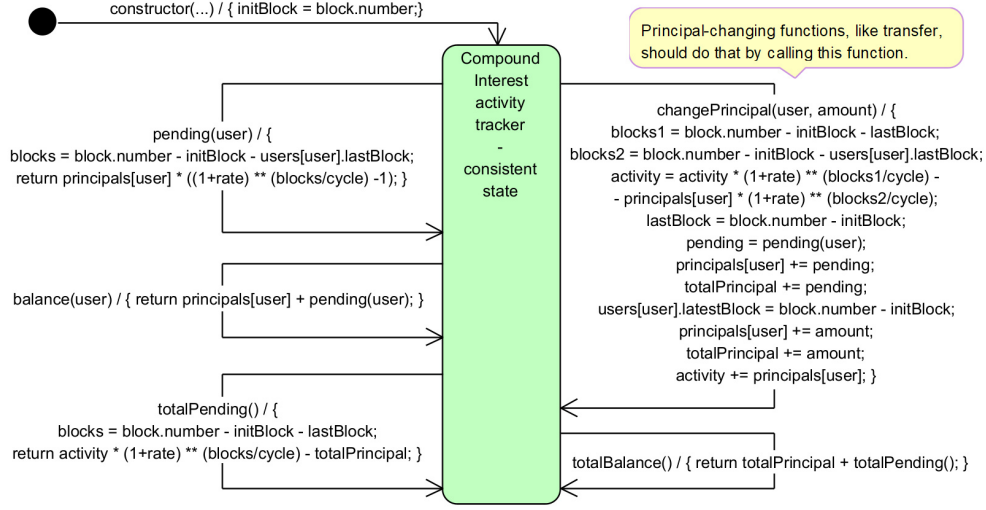 constructor(...) / { initBlock = block.number;}
Principal-changing functions, like transfer,
should do that by calling this function.
Compound
Interest
activity
tracker
-
consistent
state
pending(user) / {
blocks = block.number - initBlock - users[user].lastBlock;
return principals[user] * ((1+rate) ** (blocks/cycle) -1); }
balance(user) / { return principals[user] + pending(user); }
totalPending() / {
blocks = block.number - initBlock - lastBlock;
return activity * (1+rate) ** (blocks/cycle) - totalPrincipal; }
changePrincipal(user, amount) / {
blocks1 = block.number - initBlock - lastBlock;
blocks2 = block.number - initBlock - users[user].lastBlock;
activity = activity * (1+rate) ** (blocks1/cycle) -
- principals[user] * (1+rate) ** (blocks2/cycle);
lastBlock = block.number - initBlock;
pending = pending(user);
principals[user] += pending;
totalPrincipal += pending;
users[user].latestBlock = block.number - initBlock;
principals[user] += amount;
totalPrincipal += amount;
activity += principals[user]; }
totalBalance() / { return totalPrincipal + totalPending(); }